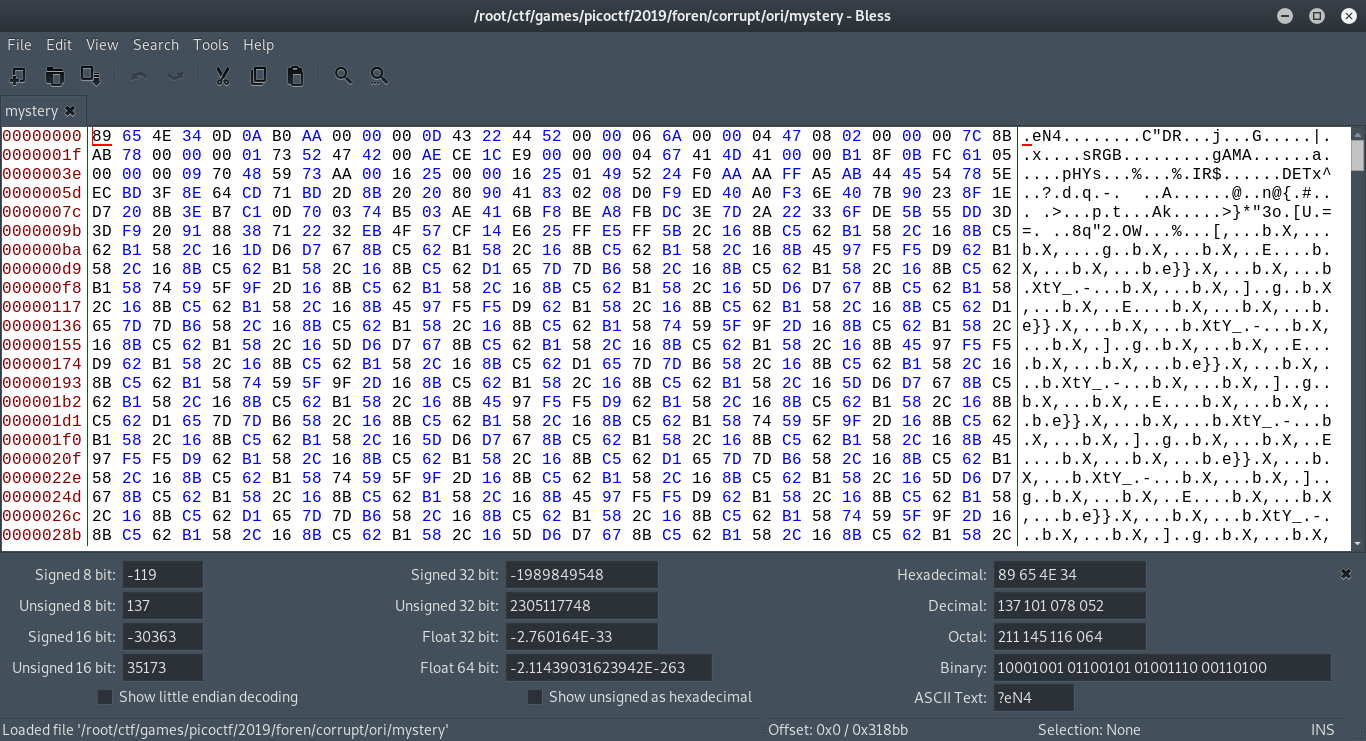 /root/ctf/games/picoctf/2019/foren/corrupt/ori/mystery - Bless
File Edit View Search Tools Help
mystery
00000000 89 65 4E 34 0D 0A B0 AA 00 00 00 0D 43 22 44 52 00 00 06 6A 00 00 04 47 08 02 00 00 00 7C 8B .eN4........C"DR...j...G.....|.
0000001f AB 78 00 00 00 01 73 52 47 42 00 AE CE 1C E9 00 00 00 04 67 41 4D 41 00 00 B1 8F 0B FC 61 05 .x....sRGB.........gAMA......a.
0000003e 00 00 00 09 70 48 59 73 AA 00 16 25 00 00 16 25 01 49 52 24 F0 AA AA FF A5 AB 44 45 54 78 5E ....pHYs...%...%.IR$......DETx^
0000005d EC BD 3F 8E 64 CD 71 BD 2D 8B 20 20 80 90 41 83 02 08 D0 F9 ED 40 A0 F3 6E 40 7B 90 23 8F 1E ..?.d.q.-.  ..A......@..n@{.#..
0000007c D7 20 8B 3E B7 C1 0D 70 03 74 B5 03 AE 41 6B F8 BE A8 FB DC 3E 7D 2A 22 33 6F DE 5B 55 DD 3D . .>...p.t...Ak.....>}*"3o.[U.=
0000009b 3D F9 20 91 88 38 71 22 32 EB 4F 57 CF 14 E6 25 FF E5 FF 5B 2C 16 8B C5 62 B1 58 2C 16 8B C5 =. ..8q"2.OW...%...[,...b.X,...
000000ba 62 B1 58 2C 16 1D D6 D7 67 8B C5 62 B1 58 2C 16 8B C5 62 B1 58 2C 16 8B 45 97 F5 F5 D9 62 B1 b.X,....g..b.X,...b.X,..E....b.
000000d9 58 2C 16 8B C5 62 B1 58 2C 16 8B C5 62 D1 65 7D 7D B6 58 2C 16 8B C5 62 B1 58 2C 16 8B C5 62 X,...b.X,...b.e}}.X,...b.X,...b
000000f8 B1 58 74 59 5F 9F 2D 16 8B C5 62 B1 58 2C 16 8B C5 62 B1 58 2C 16 5D D6 D7 67 8B C5 62 B1 58 .XtY_.-...b.X,...b.X,.]..g..b.X
00000117 2C 16 8B C5 62 B1 58 2C 16 8B 45 97 F5 F5 D9 62 B1 58 2C 16 8B C5 62 B1 58 2C 16 8B C5 62 D1 ,...b.X,..E....b.X,...b.X,...b.
00000136 65 7D 7D B6 58 2C 16 8B C5 62 B1 58 2C 16 8B C5 62 B1 58 74 59 5F 9F 2D 16 8B C5 62 B1 58 2C e}}.X,...b.X,...b.XtY_.-...b.X,
00000155 16 8B C5 62 B1 58 2C 16 5D D6 D7 67 8B C5 62 B1 58 2C 16 8B C5 62 B1 58 2C 16 8B 45 97 F5 F5 ...b.X,.]..g..b.X,...b.X,..E...
00000174 D9 62 B1 58 2C 16 8B C5 62 B1 58 2C 16 8B C5 62 D1 65 7D 7D B6 58 2C 16 8B C5 62 B1 58 2C 16 .b.X,...b.X,...b.e}}.X,...b.X,.
00000193 8B C5 62 B1 58 74 59 5F 9F 2D 16 8B C5 62 B1 58 2C 16 8B C5 62 B1 58 2C 16 5D D6 D7 67 8B C5 ..b.XtY_.-...b.X,...b.X,.]..g..
000001b2 62 B1 58 2C 16 8B C5 62 B1 58 2C 16 8B 45 97 F5 F5 D9 62 B1 58 2C 16 8B C5 62 B1 58 2C 16 8B b.X,...b.X,..E....b.X,...b.X,..
000001d1 C5 62 D1 65 7D 7D B6 58 2C 16 8B C5 62 B1 58 2C 16 8B C5 62 B1 58 74 59 5F 9F 2D 16 8B C5 62 .b.e}}.X,...b.X,...b.XtY_.-...b
000001f0 B1 58 2C 16 8B C5 62 B1 58 2C 16 5D D6 D7 67 8B C5 62 B1 58 2C 16 8B C5 62 B1 58 2C 16 8B 45 .X,...b.X,.]..g..b.X,...b.X,..E
0000020f 97 F5 F5 D9 62 B1 58 2C 16 8B C5 62 B1 58 2C 16 8B C5 62 D1 65 7D 7D B6 58 2C 16 8B C5 62 B1 ....b.X,...b.X,...b.e}}.X,...b.
0000022e 58 2C 16 8B C5 62 B1 58 74 59 5F 9F 2D 16 8B C5 62 B1 58 2C 16 8B C5 62 B1 58 2C 16 5D D6 D7 X,...b.XtY_.-...b.X,...b.X,.]..
0000024d 67 8B C5 62 B1 58 2C 16 8B C5 62 B1 58 2C 16 8B 45 97 F5 F5 D9 62 B1 58 2C 16 8B C5 62 B1 58 g..b.X,...b.X,..E....b.X,...b.X
0000026c 2C 16 8B C5 62 D1 65 7D 7D B6 58 2C 16 8B C5 62 B1 58 2C 16 8B C5 62 B1 58 74 59 5F 9F 2D 16 ,...b.e}}.X,...b.X,...b.XtY_.-.
0000028b 8B C5 62 B1 58 2C 16 8B C5 62 B1 58 2C 16 5D D6 D7 67 8B C5 62 B1 58 2C 16 8B C5 62 B1 58 2C ..b.X,...b.X,.]..g..b.X,...b.X,
Signed 8 bit: -119 Signed 32 bit: -1989849548 Hexadecimal: 89 65 4E 34
Unsigned 8 bit: 137 Unsigned 32 bit: 2305117748 Decimal: 137 101 078 052
Signed 16 bit: -30363 Float 32 bit: -2.760164E-33 Octal: 211 145 116 064
Unsigned 16 bit: 35173 Float 64 bit: -2.11439031623942E-263 Binary: 10001001 01100101 01001110 00110100
Show little endian decoding Show unsigned as hexadecimal ASCII Text: ?eN4
Loaded file '/root/ctf/games/picoctf/2019/foren/corrupt/ori/mystery' Offset: 0x0 / 0x318bb Selection: None INS